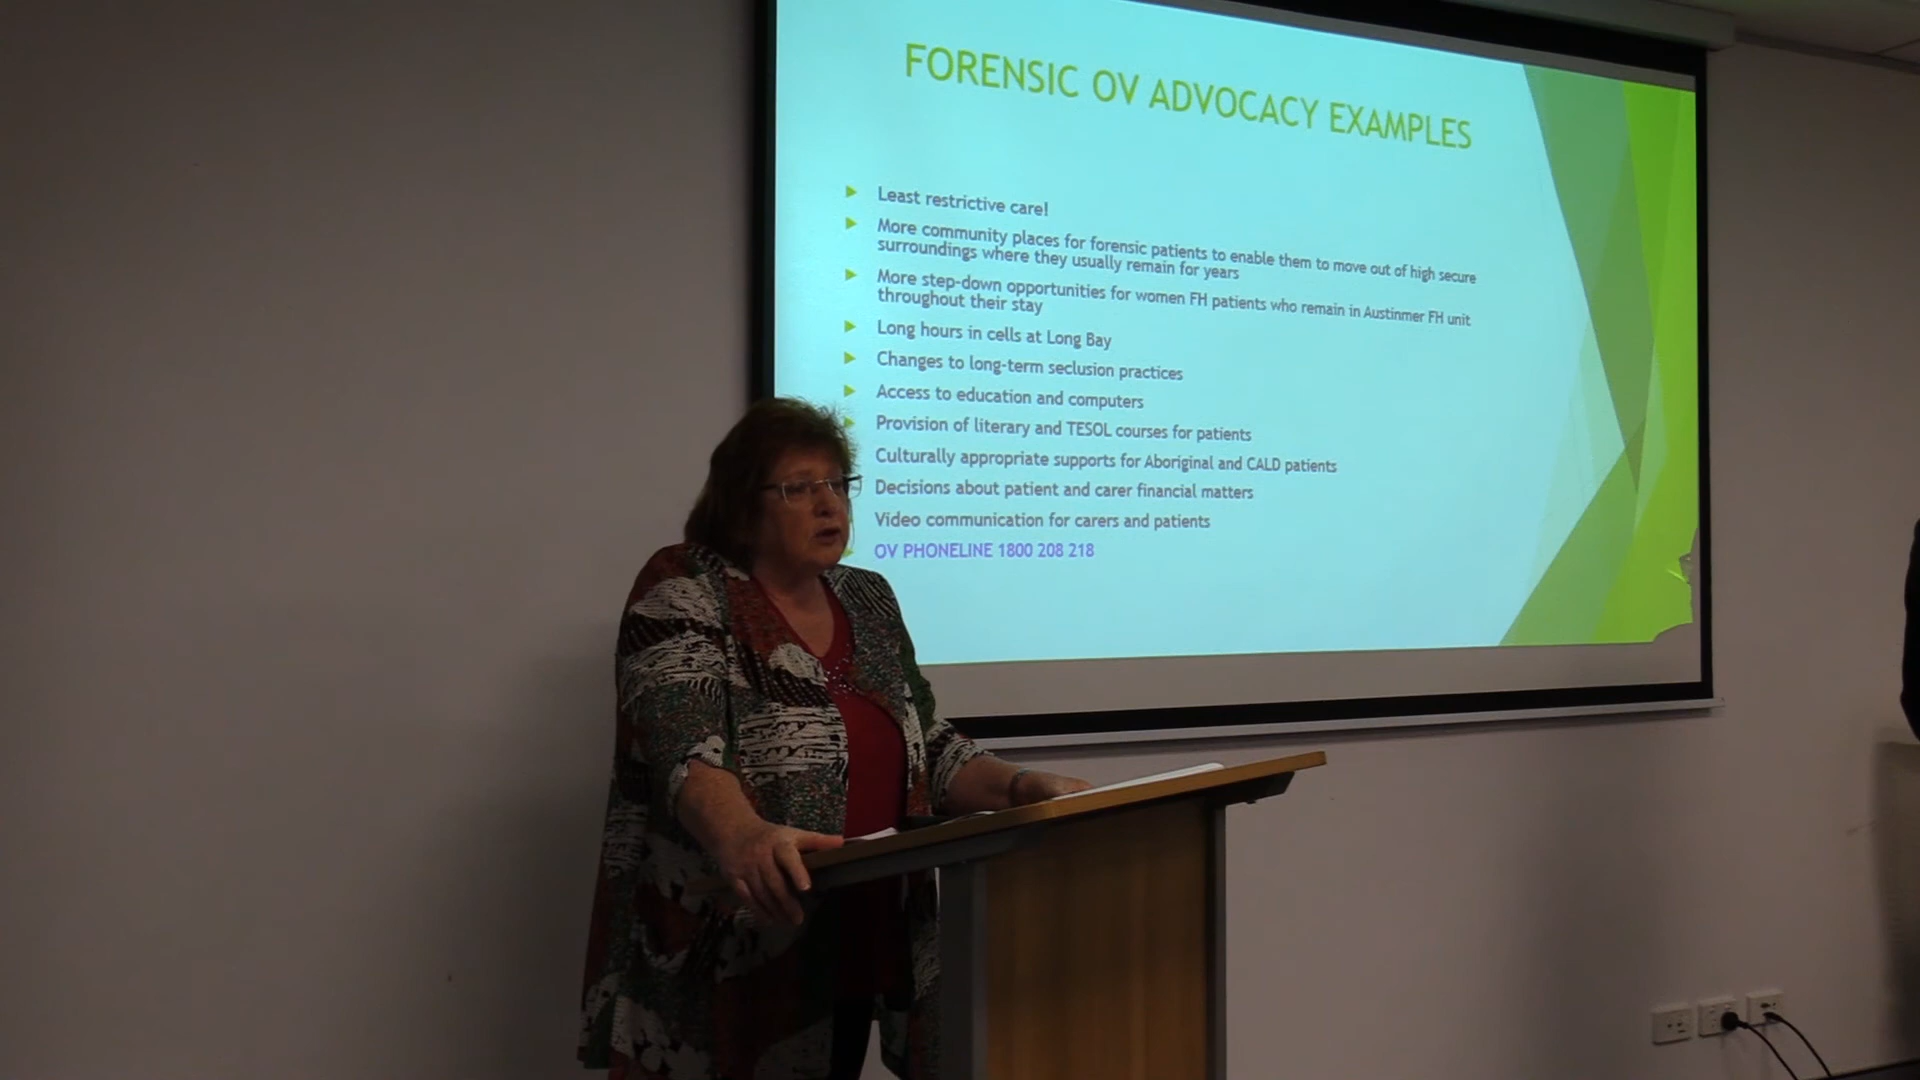 FORENSIC OV ADVOCACY EXAMPLES
Least restrictive care!
More community places for forensic patients to enable them to move out of high secure
surroundings where they usually remain for years
More step-down opportunities for women FH patients who remain in Austinmer FH unit
throughout their stay
Long hours in cells at Long Bay
Changes to long-term seclusion practices
Access to education and computers
Provision of literary and TESOL courses for patients
Culturally appropriate supports for Aboriginal and CALD patients
Decisions about patient and carer financial matters
Video communication for carers and patients
OV PHONELINE 1800 208 218